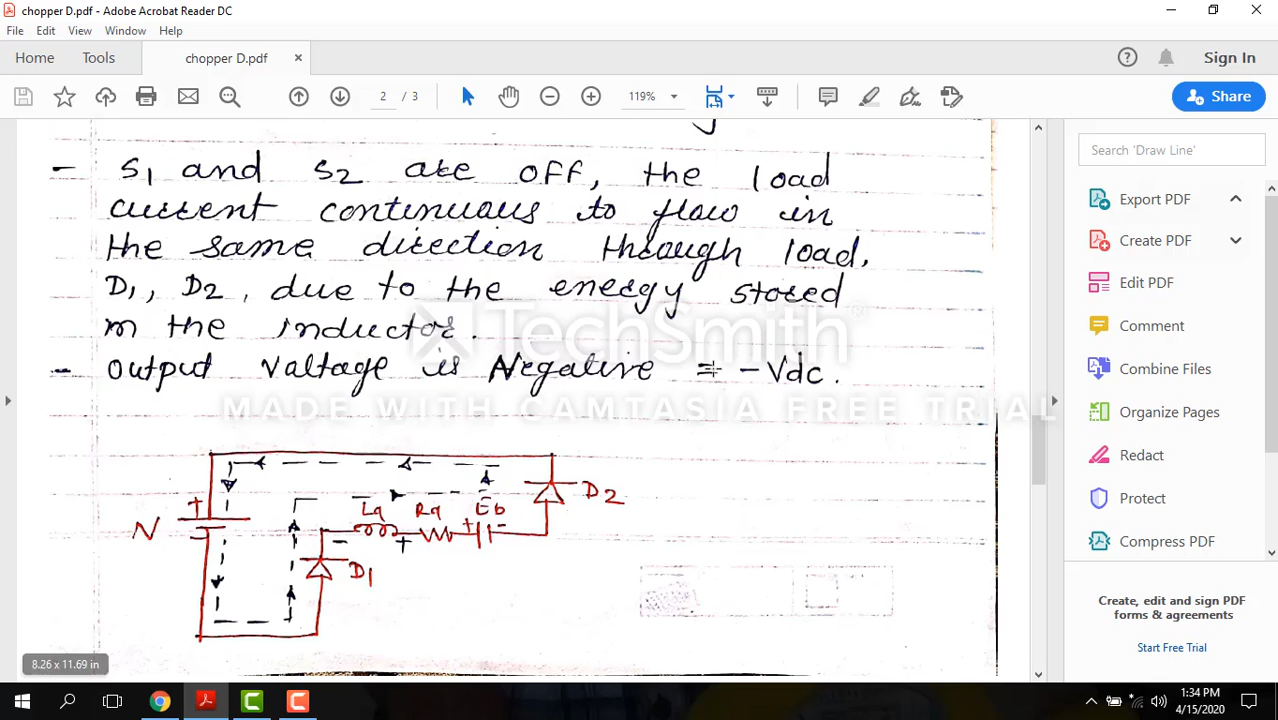 chopper D.pdf - Adobe Acrobat Reader DC
File Edit View Window Help
Home Tools chopper D.pdf × Sign In
2 / 3 119% Share
- S1 and S2 are off, the load
current continuous to flow in
the same direction through load,
D1, D2, due to the energy stored
in the inductor.
- output voltage is Negative = -Vdc.
TechSmith
MADE WITH CAMTASIA FREE TRIAL
+ V
La Ra Eb
+ -
- +
D1
D2
8.26 x 11.69 in
Search 'Draw Line'
Export PDF
Create PDF
Edit PDF
Comment
Combine Files
Organize Pages
Redact
Protect
Compress PDF
Create, edit and sign PDF
forms & agreements
Start Free Trial
1:34 PM
4/15/2020